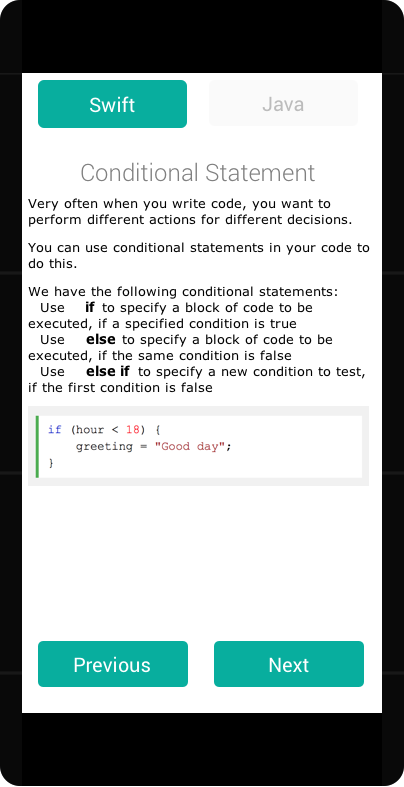 Swift
Java
Conditional Statement
Very often when you write code, you want to
perform different actions for different decisions.
You can use conditional statements in your code to
do this.
We have the following conditional statements:
Use if to specify a block of code to be
executed, if a specified condition is true
Use else to specify a block of code to be
executed, if the same condition is false
Use else if to specify a new condition to test,
if the first condition is false
if (hour < 18) {
greeting = "Good day";
}
Previous
Next